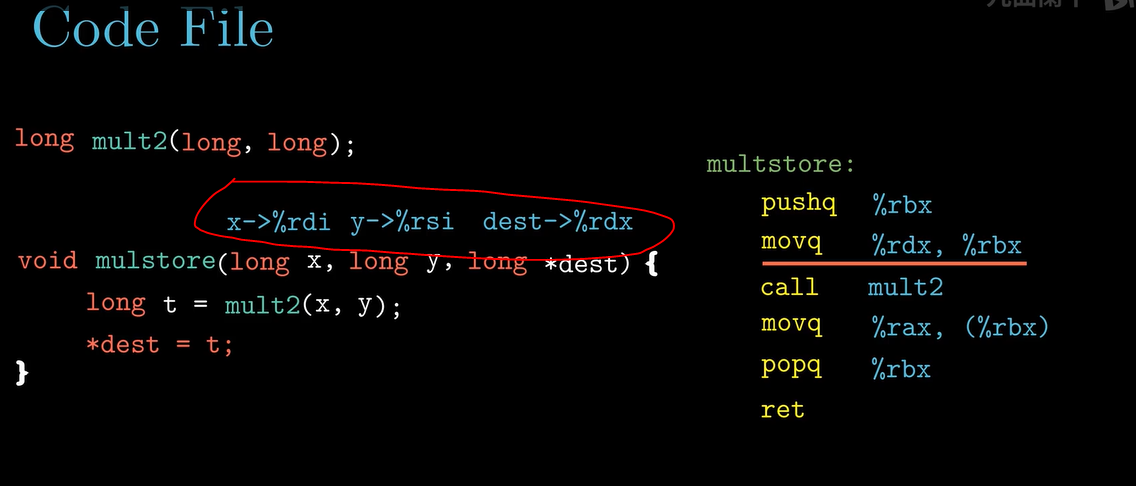 Code File
long mult2(long, long);
x->%rdi y->%rsi dest->%rdx
void mulstore(long x, long y, long *dest) {
long t = mult2(x, y);
*dest = t;
}
multstore:
pushq %rbx
movq %rdx, %rbx
call mult2
movq %rax, (%rbx)
popq %rbx
ret